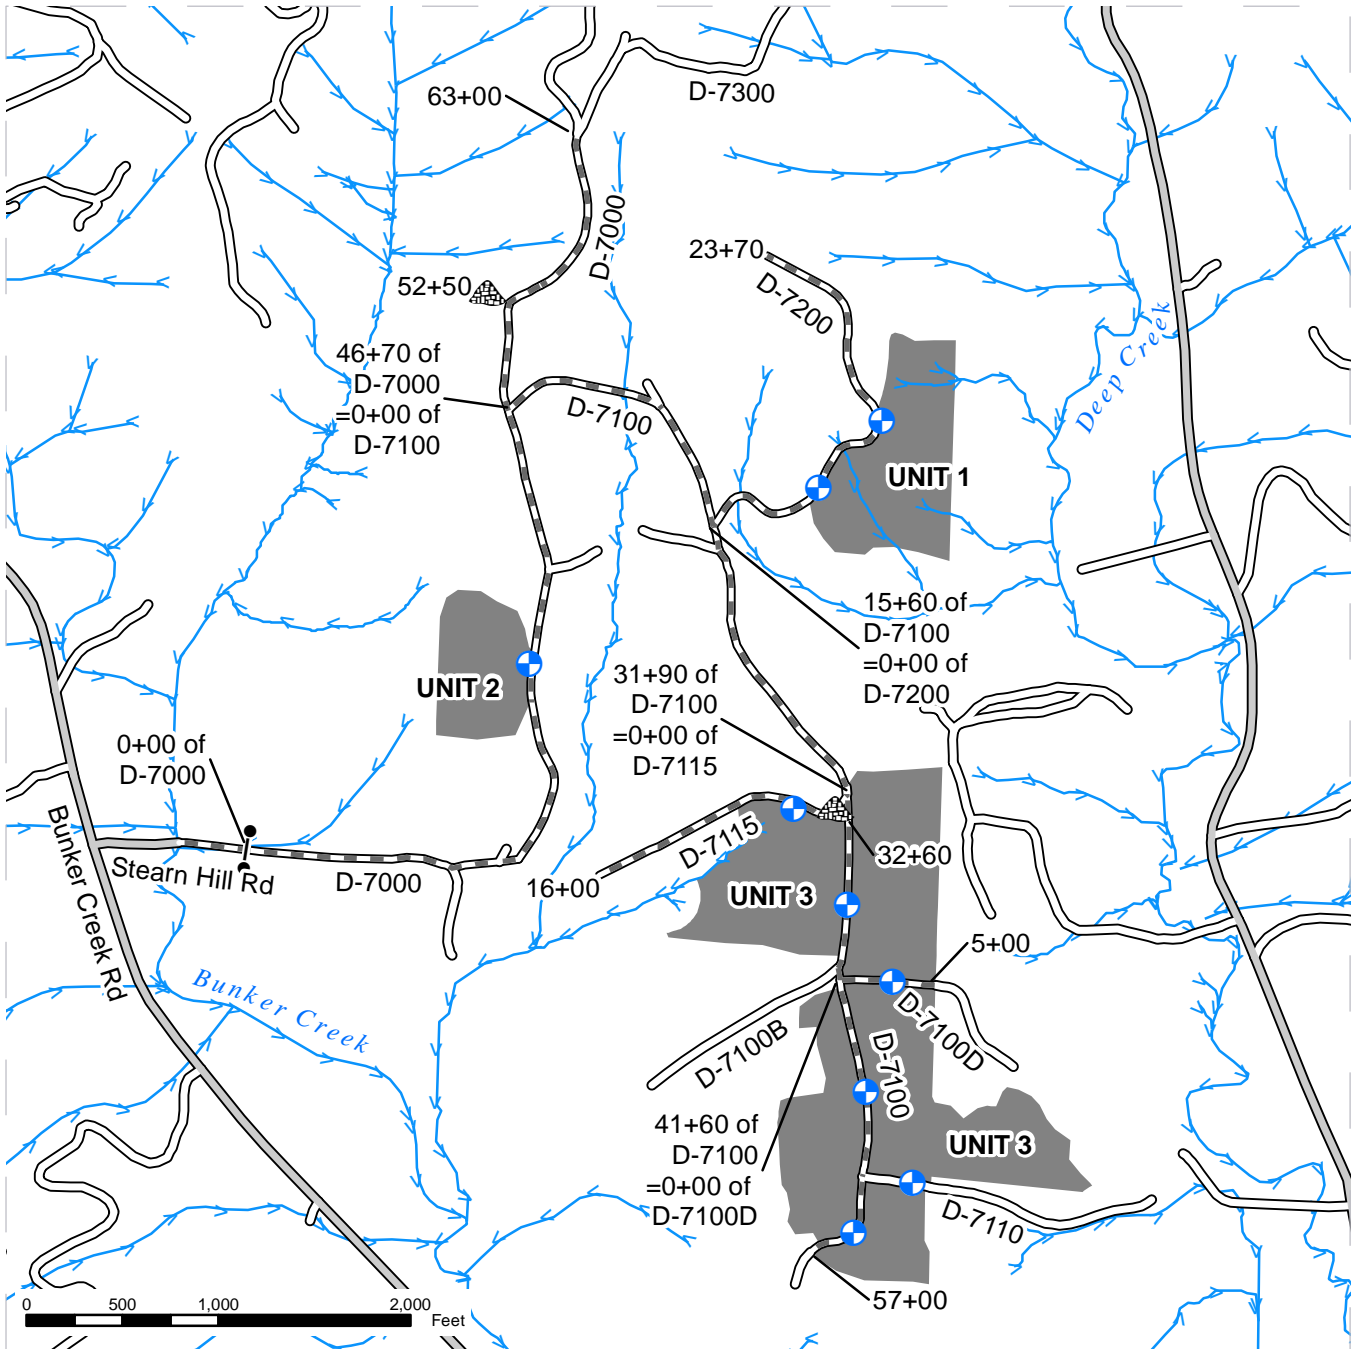 D-7300
63+00
D-7000
23+70
D-7200
52+50
Deep Creek
46+70 of
D-7000
=0+00 of
D-7100
D-7100
UNIT 1
15+60 of
D-7100
=0+00 of
D-7200
UNIT 2
31+90 of
D-7100
=0+00 of
D-7115
0+00 of
D-7000
Bunker Creek Rd
Stearn Hill Rd
D-7000
D-7115
16+00
32+60
UNIT 3
5+00
Bunker Creek
D-7100B
D-7100D
D-7100
41+60 of
D-7100
=0+00 of
D-7100D
UNIT 3
D-7110
57+00
0 500 1,000 2,000
Feet